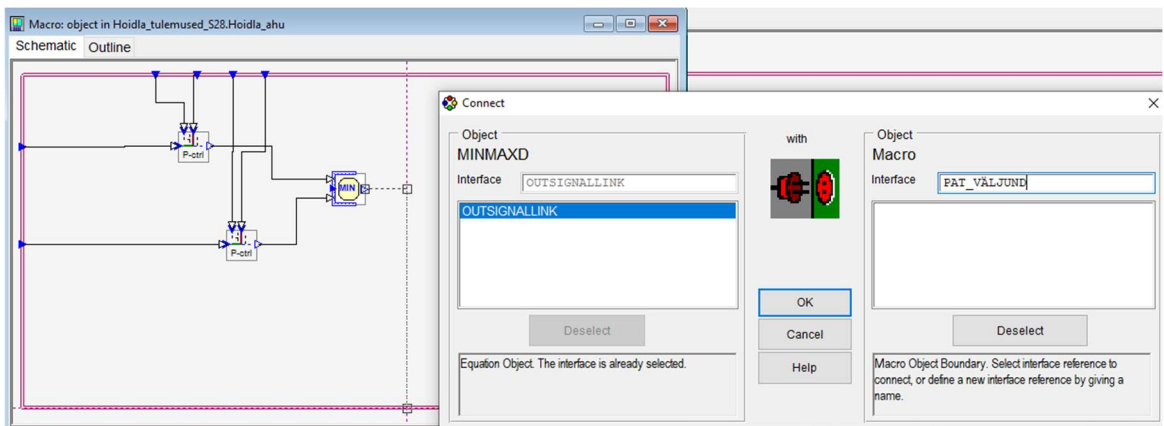 Macro: object in Hoidla_tulemused_S28.Hoidla_ahu
Schematic Outline
P-ctrl
MIN
P-ctrl
Connect
Object
MINMAXD
Interface OUTSIGNALLINK
OUTSIGNALLINK
Deselect
Equation Object. The interface is already selected.
with
OK
Cancel
Help
Object
Macro
Interface PAT_VÄLJUND
Deselect
Macro Object Boundary. Select interface reference to
connect, or define a new interface reference by giving a
name.